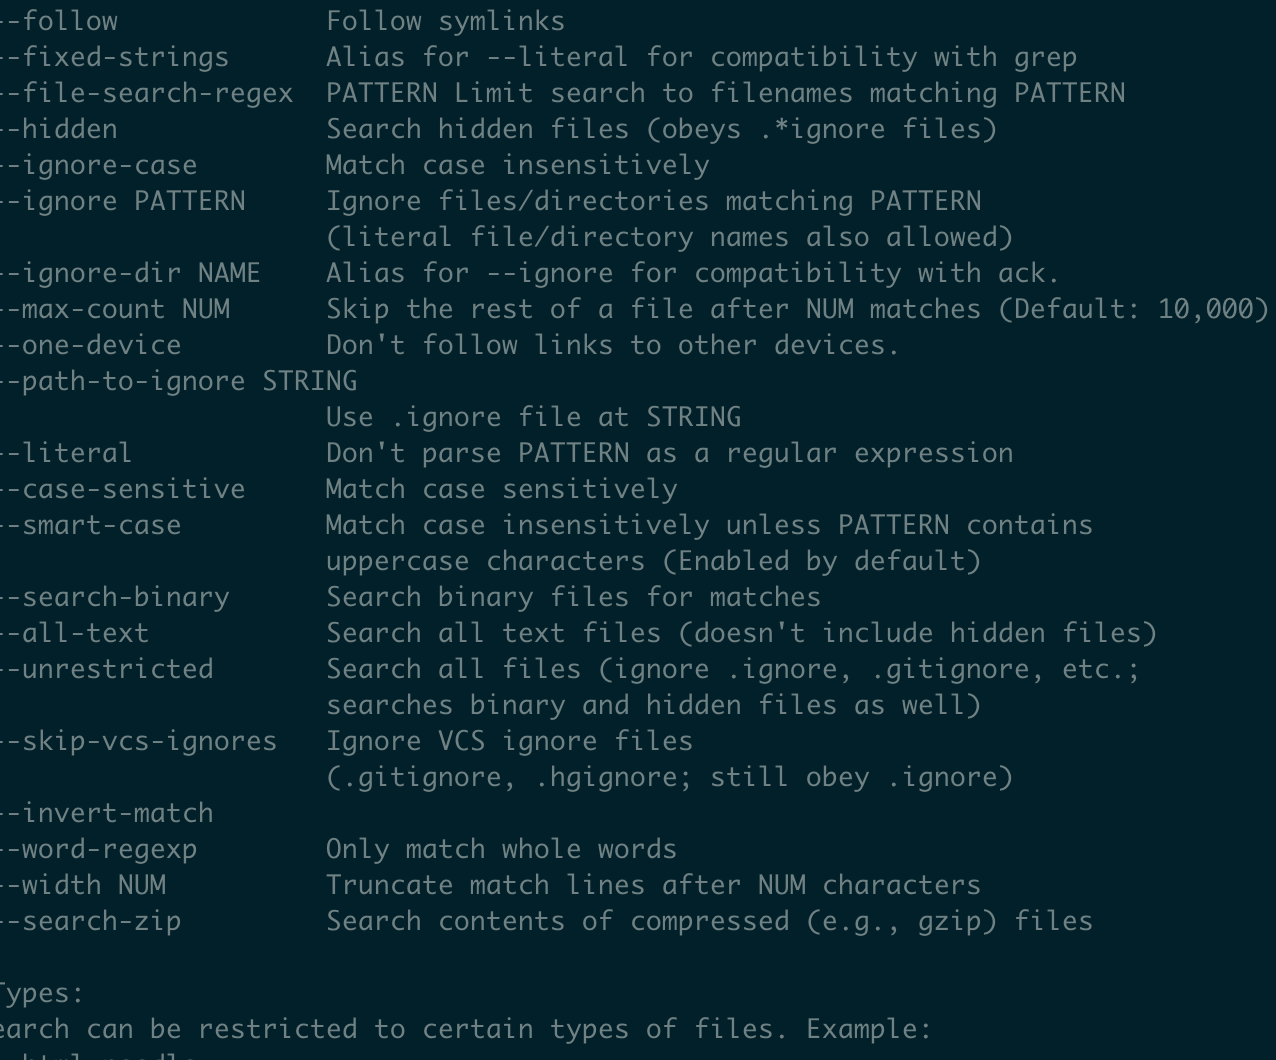 --follow Follow symlinks
--fixed-strings Alias for --literal for compatibility with grep
--file-search-regex PATTERN Limit search to filenames matching PATTERN
--hidden Search hidden files (obeys .*ignore files)
--ignore-case Match case insensitively
--ignore PATTERN Ignore files/directories matching PATTERN
(literal file/directory names also allowed)
--ignore-dir NAME Alias for --ignore for compatibility with ack.
--max-count NUM Skip the rest of a file after NUM matches (Default: 10,000)
--one-device Don't follow links to other devices.
--path-to-ignore STRING
Use .ignore file at STRING
--literal Don't parse PATTERN as a regular expression
--case-sensitive Match case sensitively
--smart-case Match case insensitively unless PATTERN contains
uppercase characters (Enabled by default)
--search-binary Search binary files for matches
--all-text Search all text files (doesn't include hidden files)
--unrestricted Search all files (ignore .ignore, .gitignore, etc.;
searches binary and hidden files as well)
--skip-vcs-ignores Ignore VCS ignore files
(.gitignore, .hgignore; still obey .ignore)
--invert-match
--word-regexp Only match whole words
--width NUM Truncate match lines after NUM characters
--search-zip Search contents of compressed (e.g., gzip) files
Types:
earch can be restricted to certain types of files. Example: